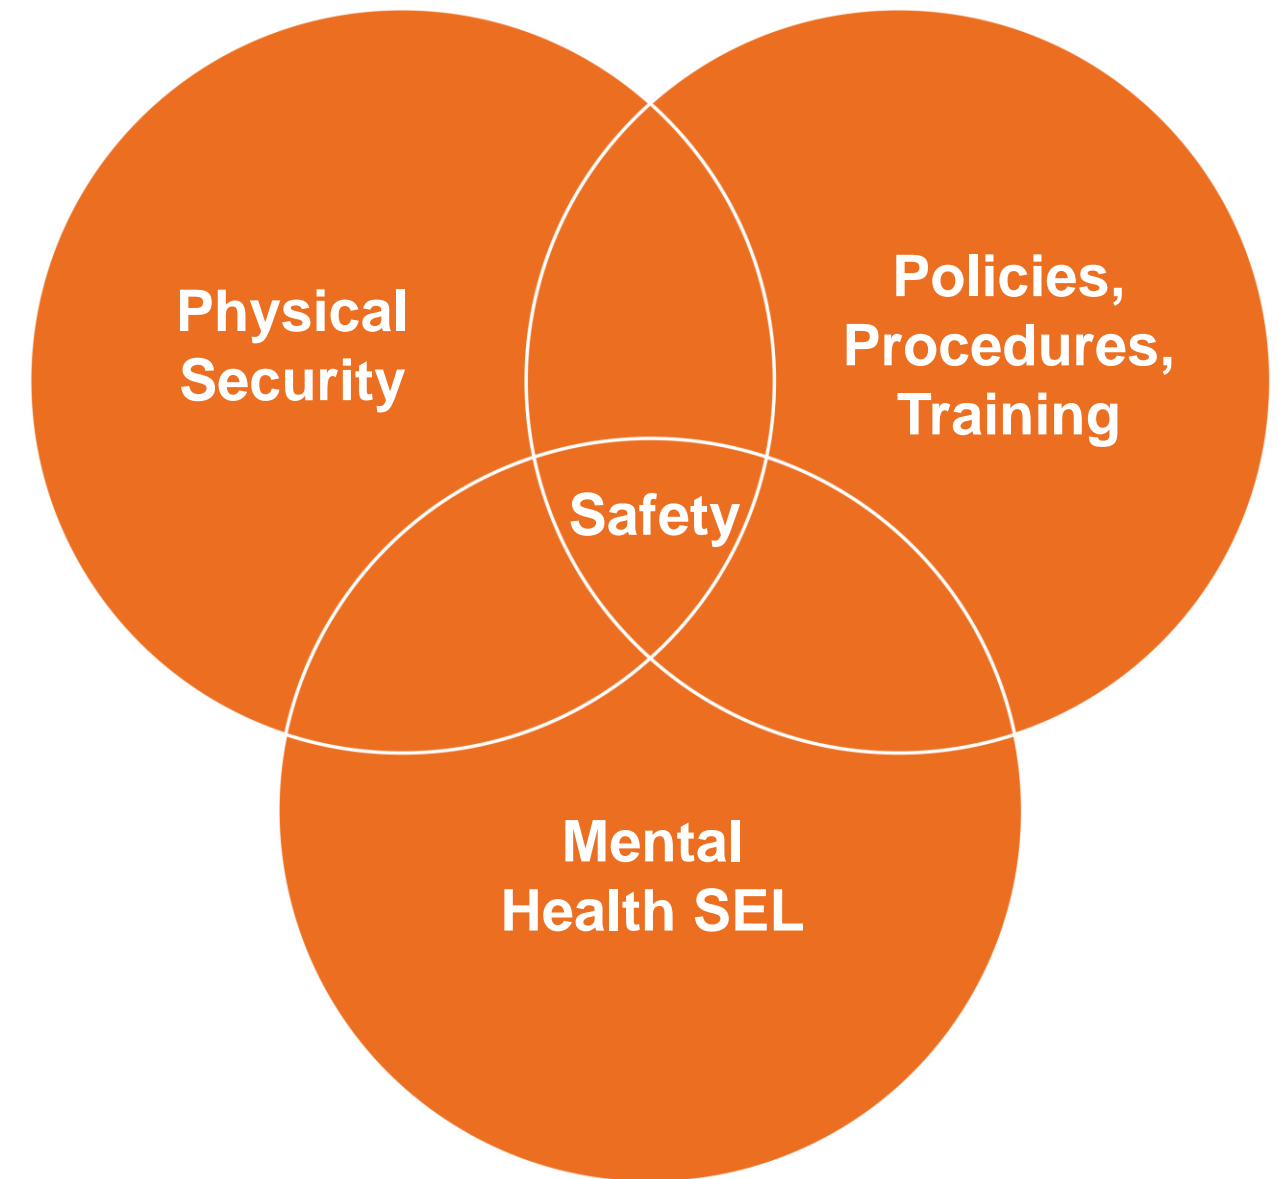 Physical
Security
Policies,
Procedures,
Training
Safety
Mental
Health SEL